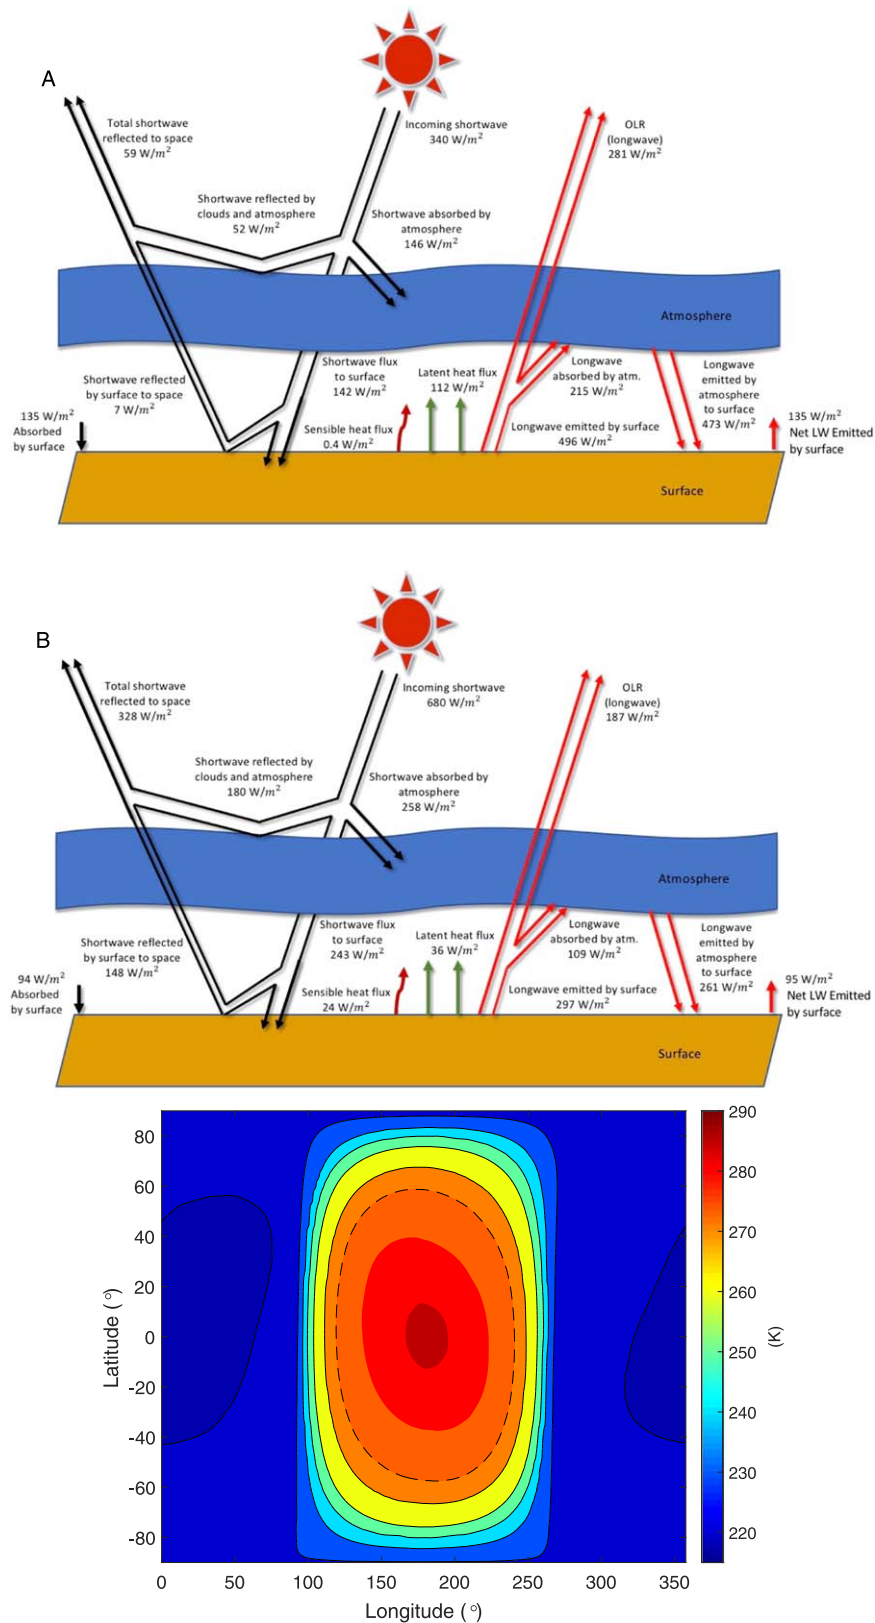 A
Total shortwave
reflected to space
59 W/m²
Incoming shortwave
340 W/m²
OLR
(longwave)
281 W/m²
Shortwave reflected by
clouds and atmosphere
52 W/m²
Shortwave absorbed by
atmosphere
146 W/m²
Atmosphere
Shortwave reflected
by surface to space
7 W/m²
Shortwave flux
to surface
142 W/m²
Latent heat flux
112 W/m²
Longwave
absorbed by atm.
215 W/m²
Longwave
emitted by
atmosphere
to surface
473 W/m²
135 W/m²
Absorbed
by surface
Sensible heat flux
0.4 W/m²
Longwave emitted by surface
496 W/m²
135 W/m²
Net LW Emitted
by surface
Surface
B
Total shortwave
reflected to space
328 W/m²
Incoming shortwave
680 W/m²
OLR
(longwave)
187 W/m²
Shortwave reflected by
clouds and atmosphere
180 W/m²
Shortwave absorbed by
atmosphere
258 W/m²
Atmosphere
Shortwave reflected
by surface to space
148 W/m²
Shortwave flux
to surface
243 W/m²
Latent heat flux
36 W/m²
Longwave
absorbed by atm.
109 W/m²
Longwave
emitted by
atmosphere
to surface
261 W/m²
94 W/m²
Absorbed
by surface
Sensible heat flux
24 W/m²
Longwave emitted by surface
297 W/m²
95 W/m²
Net LW Emitted
by surface
Surface
80
60
40
20
0
-20
-40
-60
-80
Latitude (°)
0 50 100 150 200 250 300 350
Longitude (°)
290
280
270
260
250
240
230
220
(K)